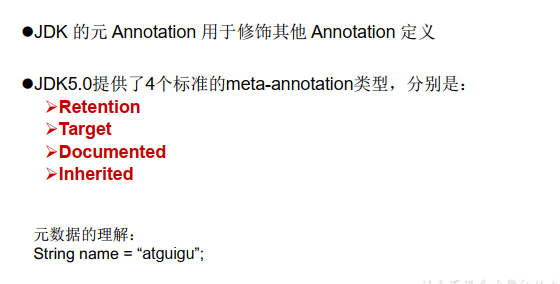 ●JDK 的元 Annotation 用于修饰其他 Annotation 定义
●JDK5.0提供了4个标准的meta-annotation类型，分别是：
➢Retention
➢Target
➢Documented
➢Inherited
元数据的理解：
String name = “atguigu”;